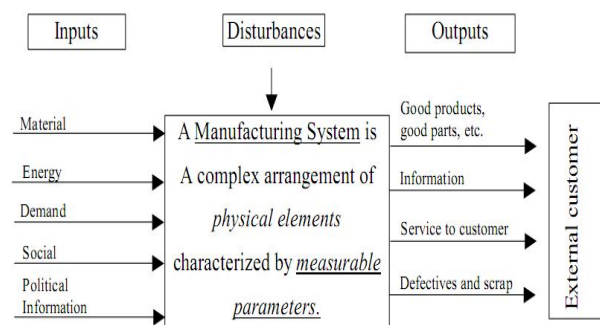 Inputs
Disturbances
Outputs
Material
Energy
Demand
Social
Political
Information
A Manufacturing System is
A complex arrangement of
physical elements
characterized by measurable
parameters.
Good products,
good parts, etc.
Information
Service to customer
Defectives and scrap
External customer